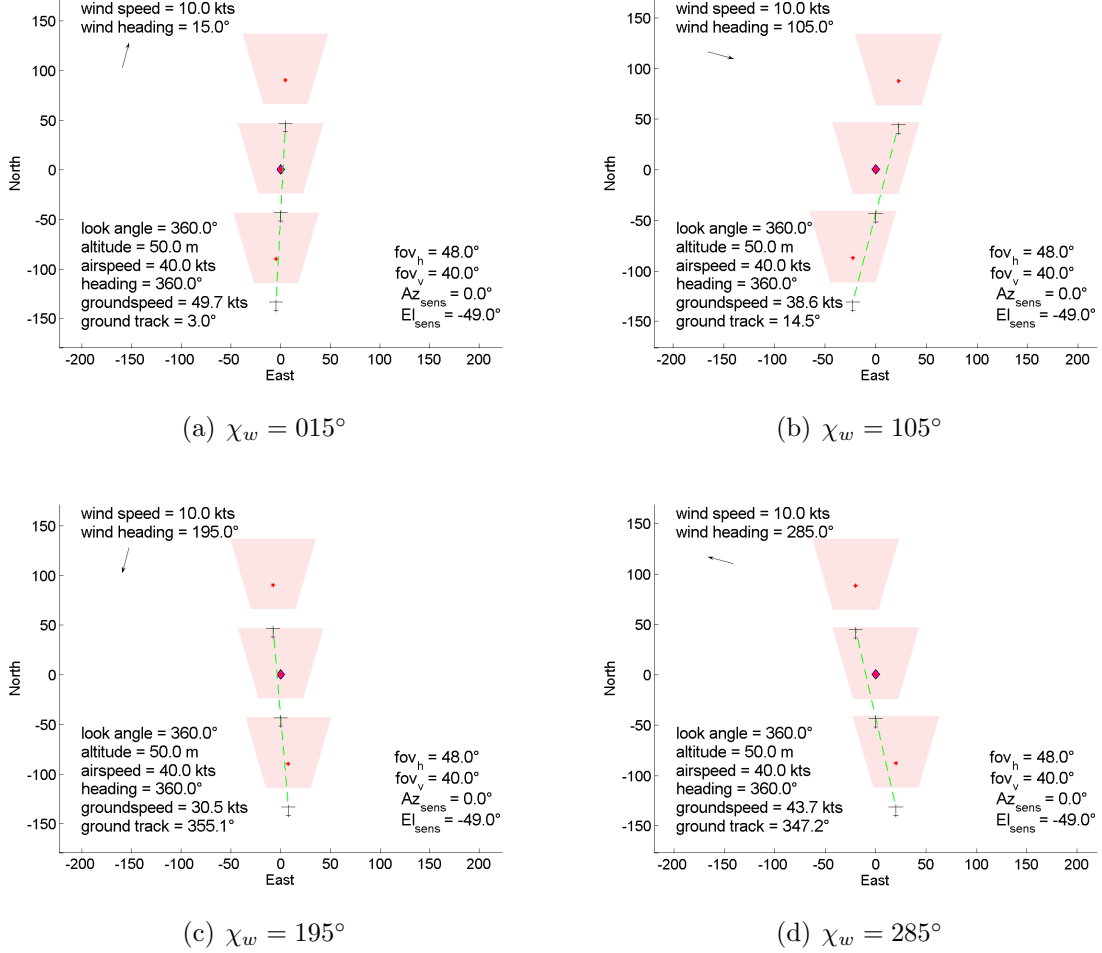 wind speed = 10.0 kts
wind heading = 15.0°
150
100
50
0
-50
-100
-150
North
look angle = 360.0°
altitude = 50.0 m
airspeed = 40.0 kts
heading = 360.0°
groundspeed = 49.7 kts
ground track = 3.0°
fov_h = 48.0°
fov_v = 40.0°
Az_sens = 0.0°
El_sens = -49.0°
-200 -150 -100 -50 0 50 100 150 200
East
(a) χ_w = 015°
wind speed = 10.0 kts
wind heading = 105.0°
150
100
50
0
-50
-100
-150
North
look angle = 360.0°
altitude = 50.0 m
airspeed = 40.0 kts
heading = 360.0°
groundspeed = 38.6 kts
ground track = 14.5°
fov_h = 48.0°
fov_v = 40.0°
Az_sens = 0.0°
El_sens = -49.0°
-200 -150 -100 -50 0 50 100 150 200
East
(b) χ_w = 105°
wind speed = 10.0 kts
wind heading = 195.0°
150
100
50
0
-50
-100
-150
North
look angle = 360.0°
altitude = 50.0 m
airspeed = 40.0 kts
heading = 360.0°
groundspeed = 30.5 kts
ground track = 355.1°
fov_h = 48.0°
fov_v = 40.0°
Az_sens = 0.0°
El_sens = -49.0°
-200 -150 -100 -50 0 50 100 150 200
East
(c) χ_w = 195°
wind speed = 10.0 kts
wind heading = 285.0°
150
100
50
0
-50
-100
-150
North
look angle = 360.0°
altitude = 50.0 m
airspeed = 40.0 kts
heading = 360.0°
groundspeed = 43.7 kts
ground track = 347.2°
fov_h = 48.0°
fov_v = 40.0°
Az_sens = 0.0°
El_sens = -49.0°
-200 -150 -100 -50 0 50 100 150 200
East
(d) χ_w = 285°